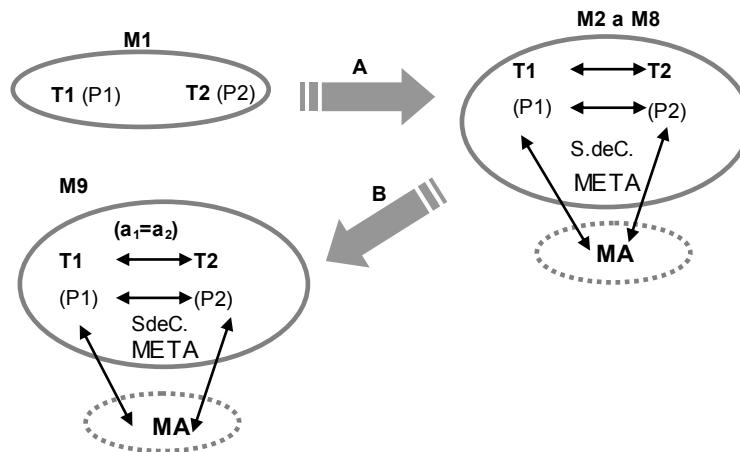 M1
T1 (P1) T2 (P2)
A
M2 a M8
T1 T2
(P1) (P2)
S.deC.
META
MA
B
M9
(a₁=a₂)
T1 T2
(P1) (P2)
SdeC.
META
MA